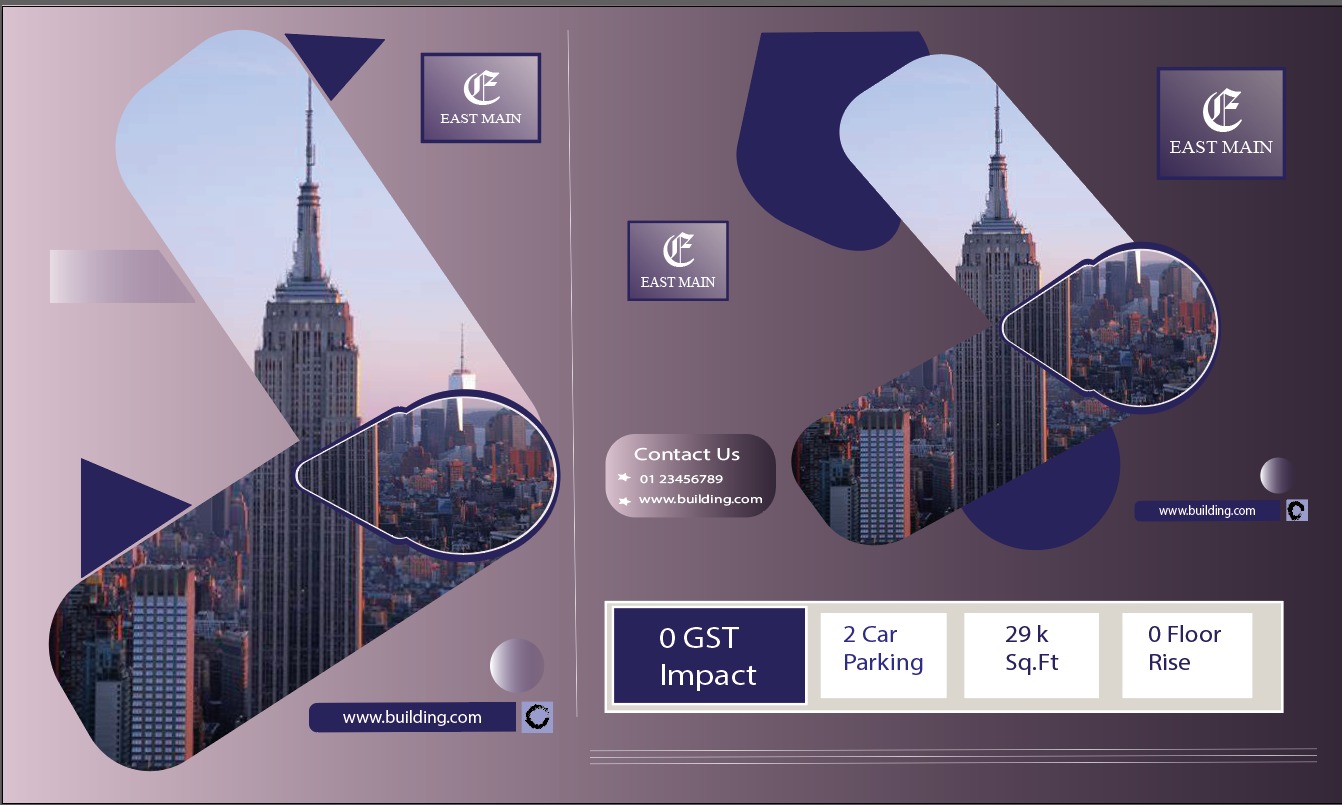 E
EAST MAIN
www.building.com
E
EAST MAIN
E
EAST MAIN
Contact Us
01 23456789
www.building.com
www.building.com
0 GST
Impact
2 Car
Parking
29 k
Sq.Ft
0 Floor
Rise